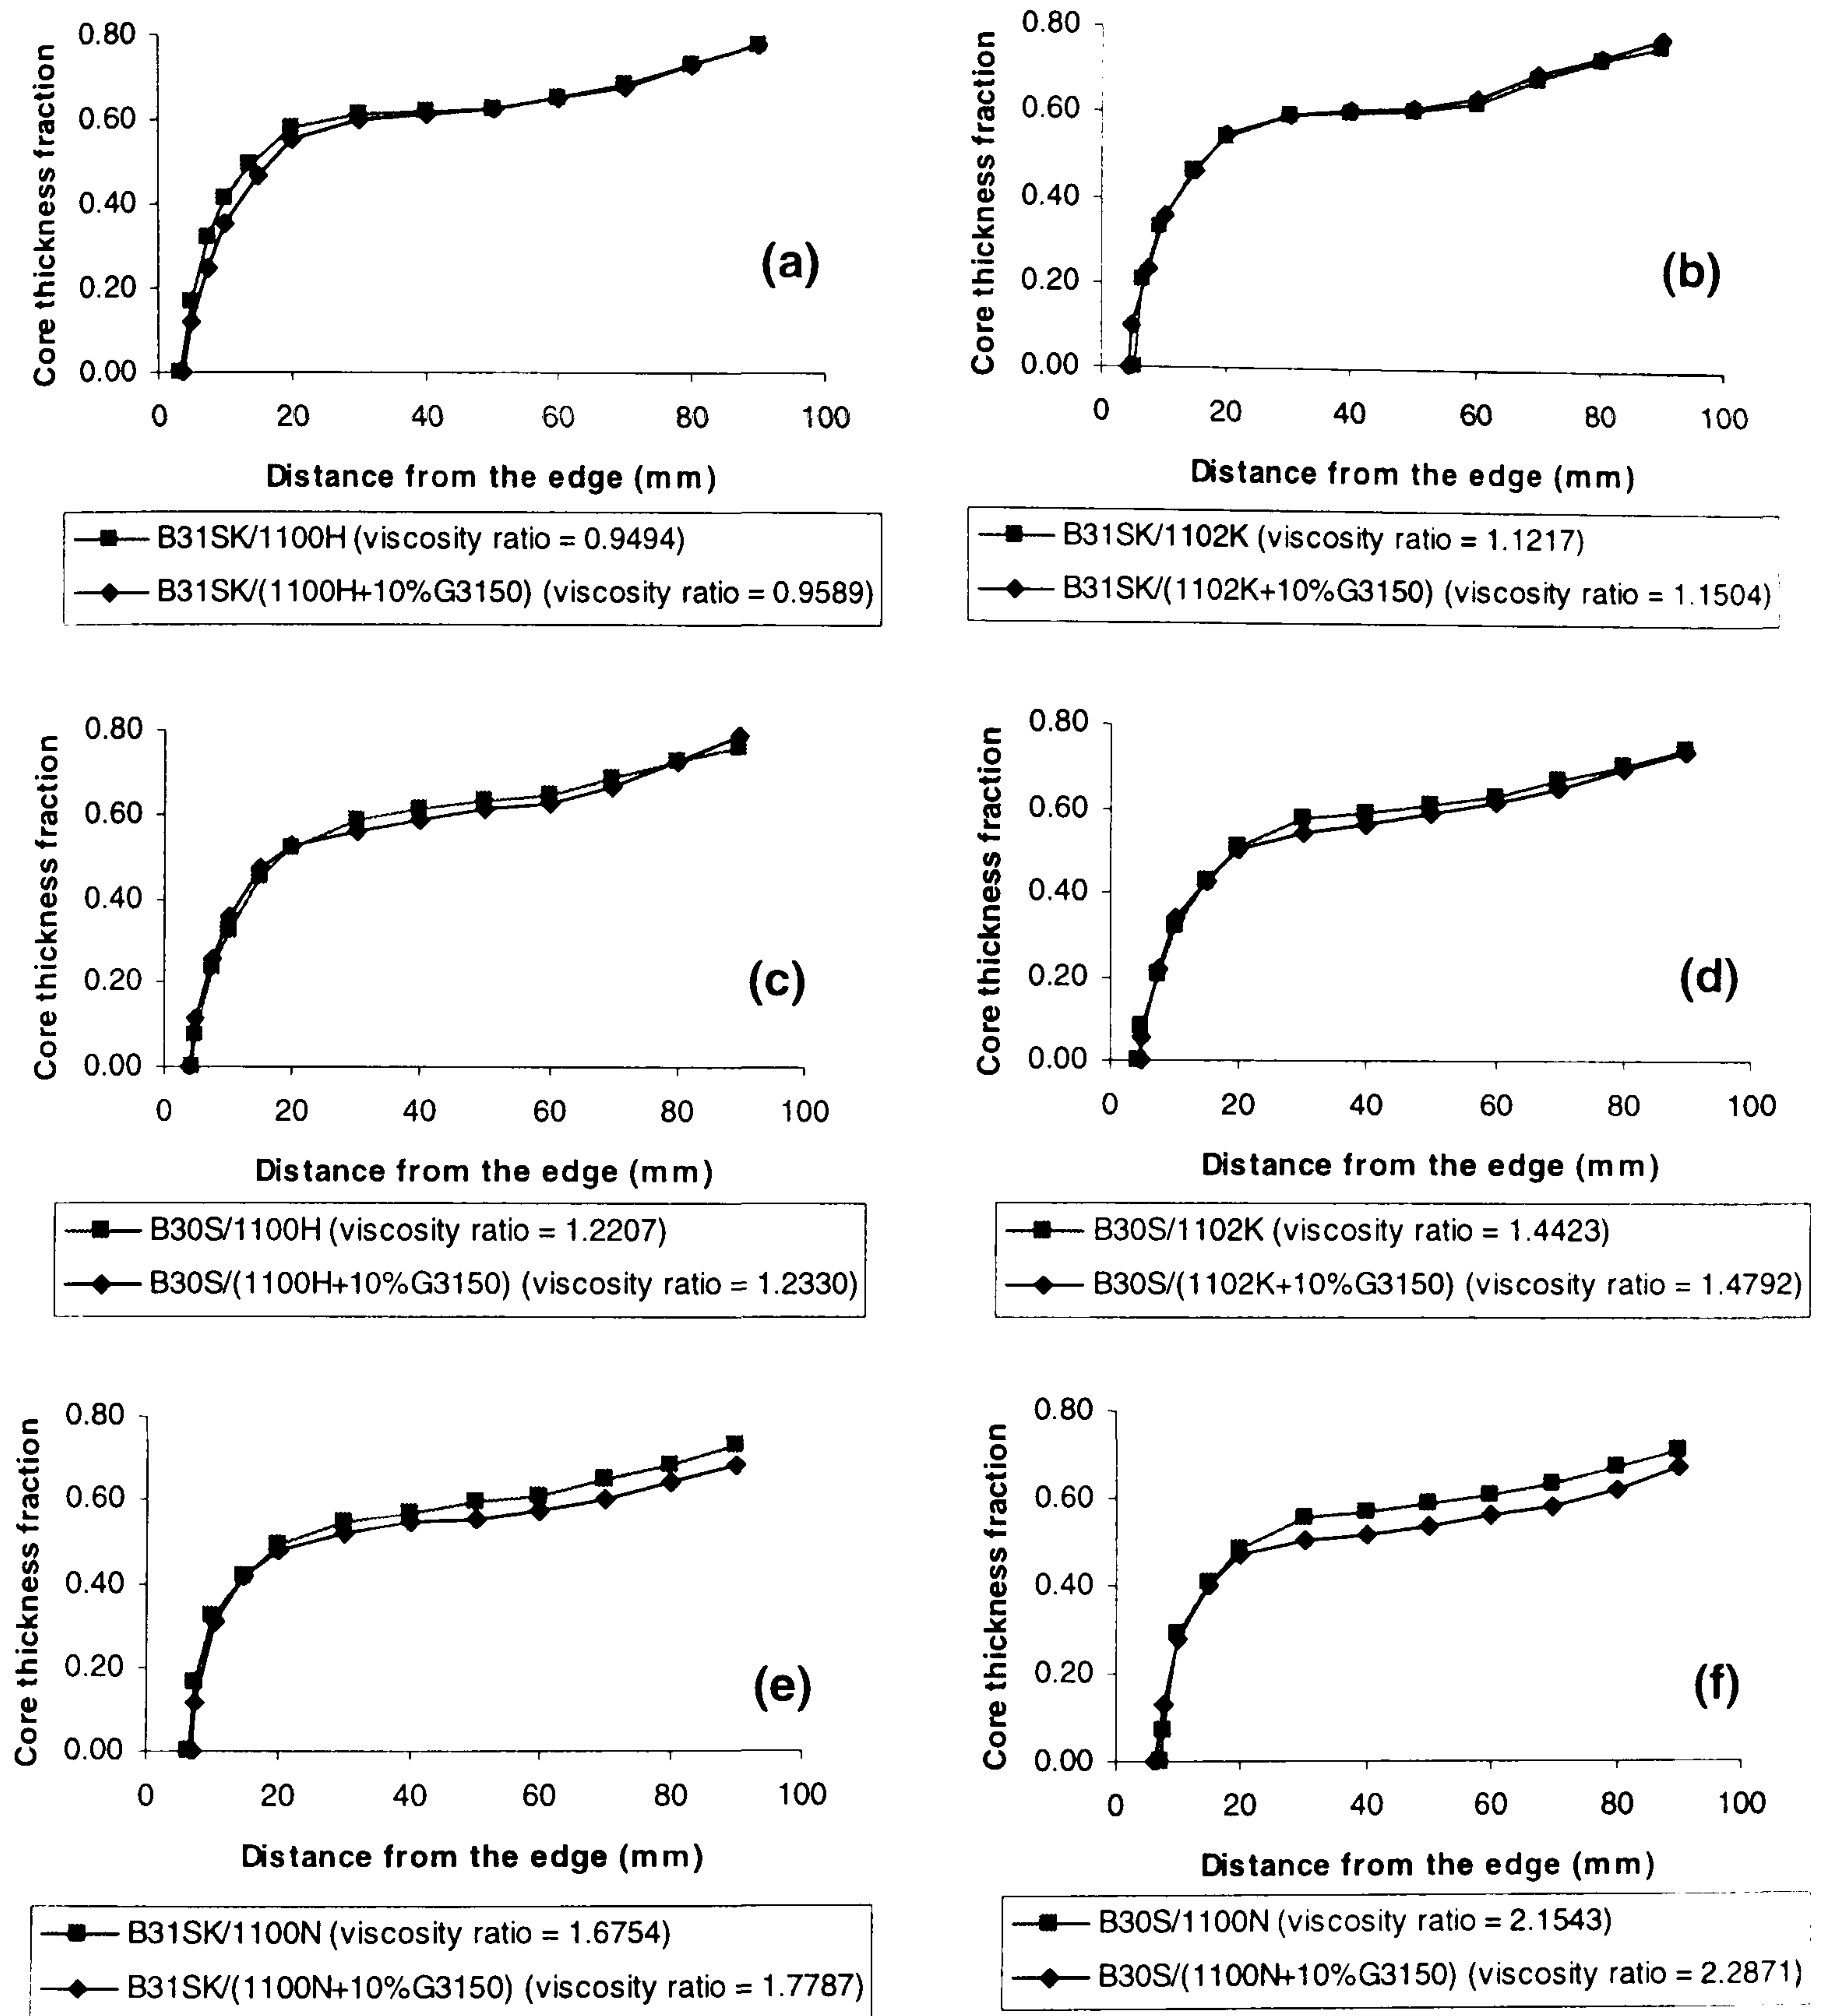 Core thickness fraction
0.80
0.60
0.40
0.20
0.00
0 20 40 60 80 100
(a)
Distance from the edge (mm)
B31SK/1100H (viscosity ratio = 0.9494)
B31SK/(1100H+10%G3150) (viscosity ratio = 0.9589)
Core thickness fraction
0.80
0.60
0.40
0.20
0.00
0 20 40 60 80 100
(b)
Distance from the edge (mm)
B31SK/1102K (viscosity ratio = 1.1217)
B31SK/(1102K+10%G3150) (viscosity ratio = 1.1504)
Core thickness fraction
0.80
0.60
0.40
0.20
0.00
0 20 40 60 80 100
(c)
Distance from the edge (mm)
B30S/1100H (viscosity ratio = 1.2207)
B30S/(1100H+10%G3150) (viscosity ratio = 1.2330)
Core thickness fraction
0.80
0.60
0.40
0.20
0.00
0 20 40 60 80 100
(d)
Distance from the edge (mm)
B30S/1102K (viscosity ratio = 1.4423)
B30S/(1102K+10%G3150) (viscosity ratio = 1.4792)
Core thickness fraction
0.80
0.60
0.40
0.20
0.00
0 20 40 60 80 100
(e)
Distance from the edge (mm)
B31SK/1100N (viscosity ratio = 1.6754)
B31SK/(1100N+10%G3150) (viscosity ratio = 1.7787)
Core thickness fraction
0.80
0.60
0.40
0.20
0.00
0 20 40 60 80 100
(f)
Distance from the edge (mm)
B30S/1100N (viscosity ratio = 2.1543)
B30S/(1100N+10%G3150) (viscosity ratio = 2.2871)